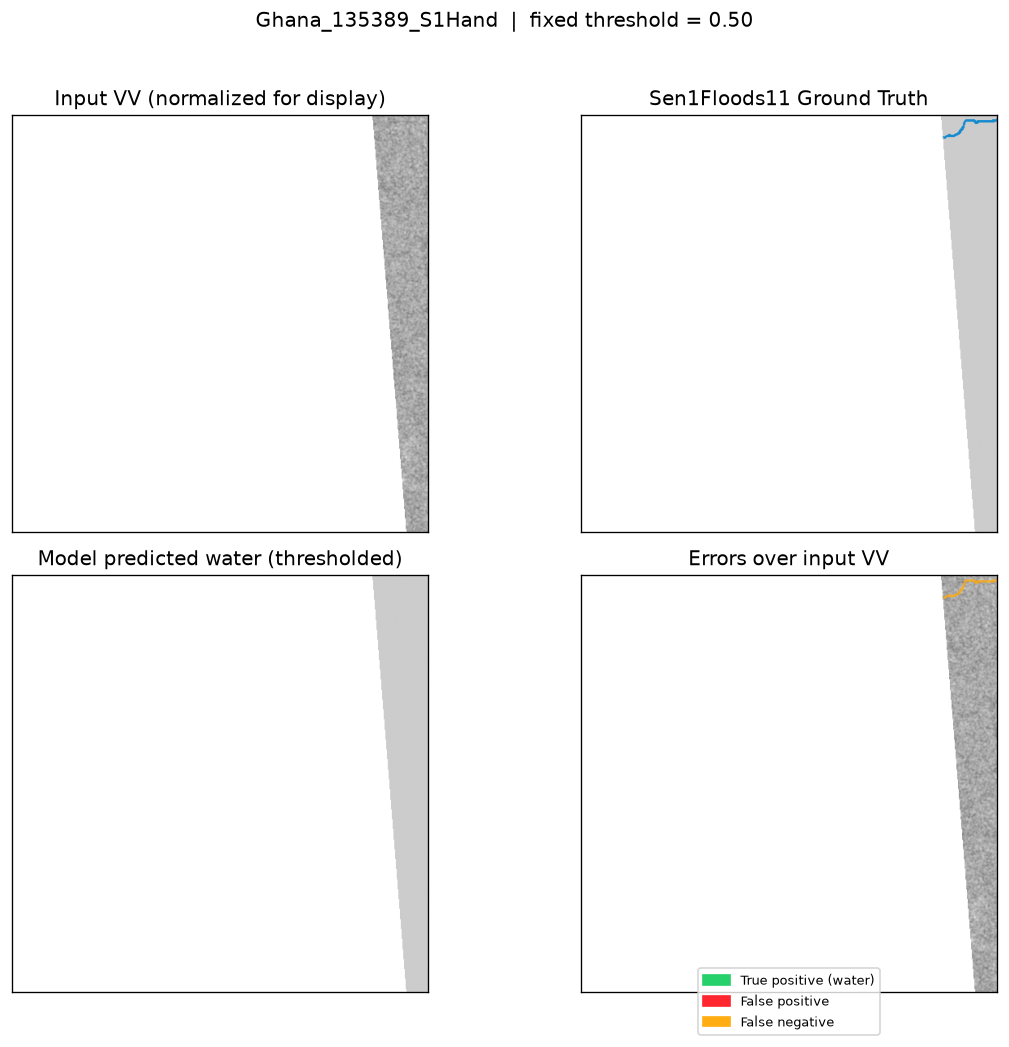 Ghana_135389_S1Hand  |  fixed threshold = 0.50
Input VV (normalized for display)
Sen1Floods11 Ground Truth
Model predicted water (thresholded)
Errors over input VV
True positive (water)
False positive
False negative